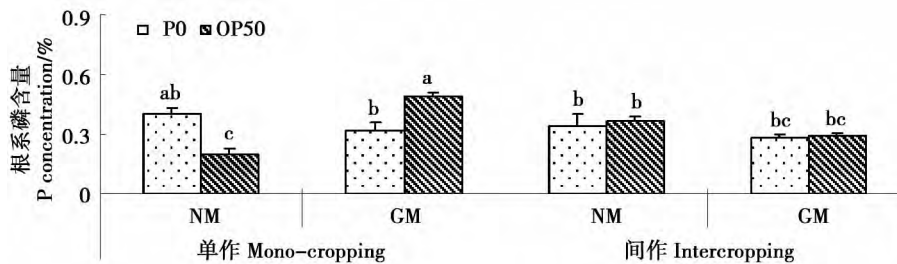 0.9
P0 OP50
0.6
0.3
0
根系磷含量
P concentration/%
ab c b a b b bc bc
NM GM NM GM
单作 Mono-cropping 间作 Intercropping